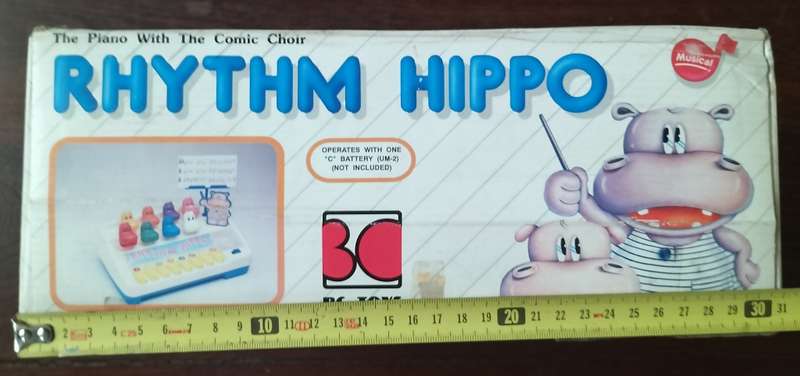 The Piano With The Comic Choir
RHYTHM HIPPO
Musical
OPERATES WITH ONE
"C" BATTERY (UM-2)
(NOT INCLUDED)
BC
BC TOYS
2 3 4 5 6 7 8 9 10 11 12 13 14 15 16 17 18 19 20 21 22 23 24 25 26 27 28 29 30 31